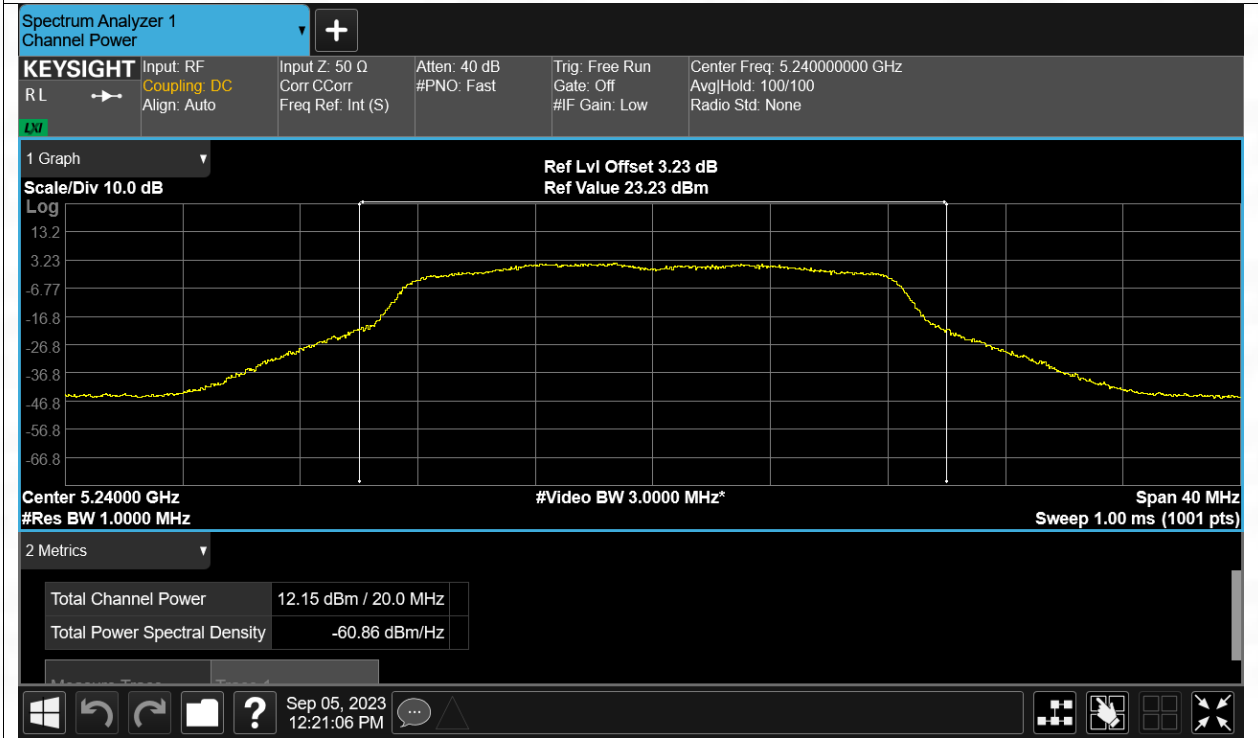 Spectrum Analyzer 1
Channel Power
KEYSIGHT
R L
LXI
Input: RF
Coupling: DC
Align: Auto
Input Z: 50 Ω
Corr CCorr
Freq Ref: Int (S)
Atten: 40 dB
#PNO: Fast
Trig: Free Run
Gate: Off
#IF Gain: Low
Center Freq: 5.240000000 GHz
Avg|Hold: 100/100
Radio Std: None
1 Graph
Scale/Div 10.0 dB
Ref Lvl Offset 3.23 dB
Ref Value 23.23 dBm
Log
13.2
3.23
-6.77
-16.8
-26.8
-36.8
-46.8
-56.8
-66.8
Center 5.24000 GHz
#Video BW 3.0000 MHz*
Span 40 MHz
#Res BW 1.0000 MHz
Sweep 1.00 ms (1001 pts)
2 Metrics
Total Channel Power 12.15 dBm / 20.0 MHz
Total Power Spectral Density -60.86 dBm/Hz
Sep 05, 2023
12:21:06 PM